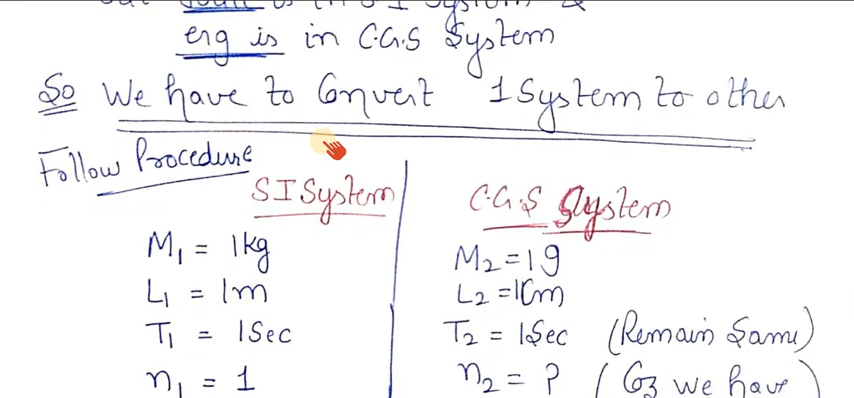 erg is in C.G.S System
So We have to Convert 1 System to other
Follow Procedure
SI System
C.G.S System
M₁ = 1kg
M₂ = 1g
L₁ = 1m
L₂ = 1Cm
T₁ = 1Sec
T₂ = 1Sec (Remain Same)
n₁ = 1
n₂ = ? (Coz we have)